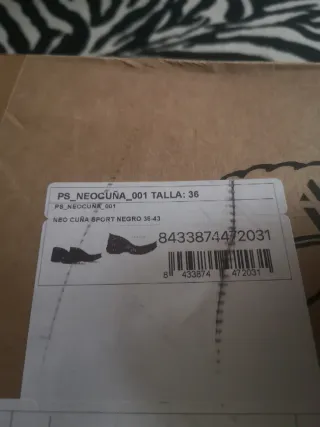 PS_NEOCUÑA_001 TALLA: 36
PS_NEOCUÑA_001
NEO CUÑA SPORT NEGRO 36-43
8433874472031
8 433874 472031